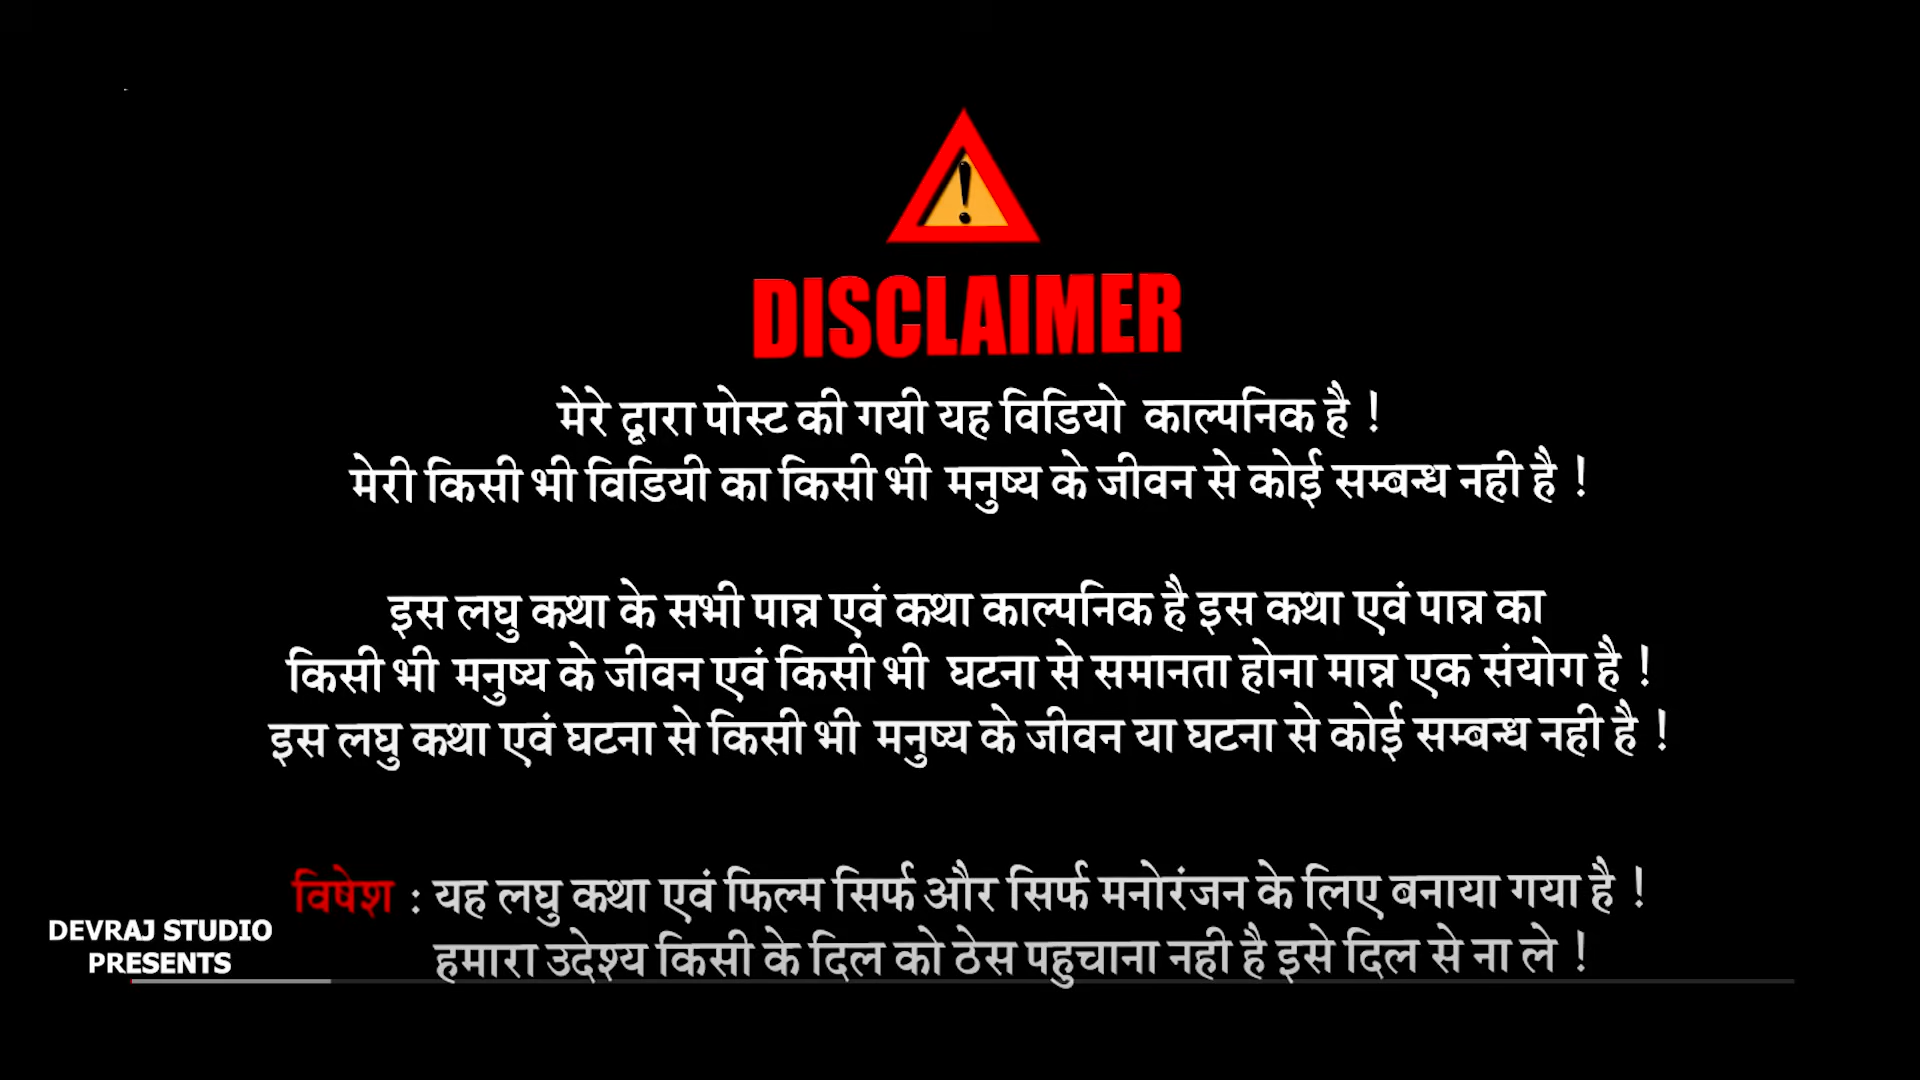 DISCLAIMER
मेरे द्वारा पोस्ट की गयी यह विडियो काल्पनिक है !
मेरी किसी भी विडियी का किसी भी मनुष्य के जीवन से कोई सम्बन्ध नही है !
इस लघु कथा के सभी पान्न एवं कथा काल्पनिक है इस कथा एवं पान्न का
किसी भी मनुष्य के जीवन एवं किसी भी घटना से समानता होना मान्न एक संयोग है !
इस लघु कथा एवं घटना से किसी भी मनुष्य के जीवन या घटना से कोई सम्बन्ध नही है !
विषेश : यह लघु कथा एवं फिल्म सिर्फ और सिर्फ मनोरंजन के लिए बनाया गया है !
हमारा उदेश्य किसी के दिल को ठेस पहुचाना नही है इसे दिल से ना ले !
DEVRAJ STUDIO
PRESENTS